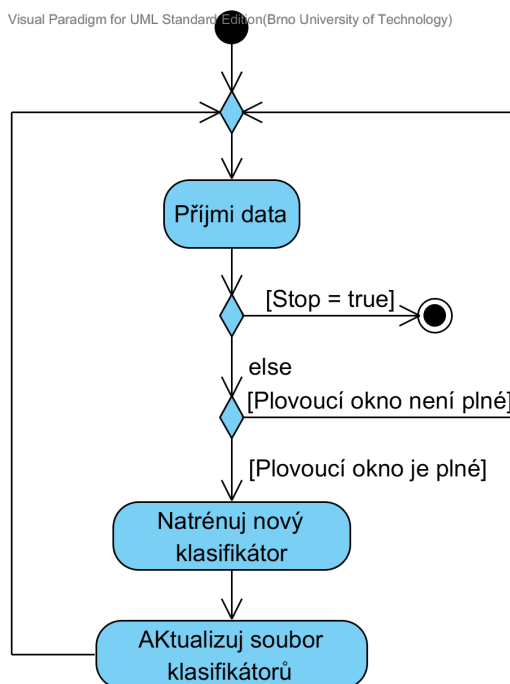 Visual Paradigm for UML Standard Edition(Brno University of Technology)
Příjmi data
[Stop = true]
else
[Plovoucí okno není plné]
[Plovoucí okno je plné]
Natrénuj nový
klasifikátor
AKtualizuj soubor
klasifikátorů